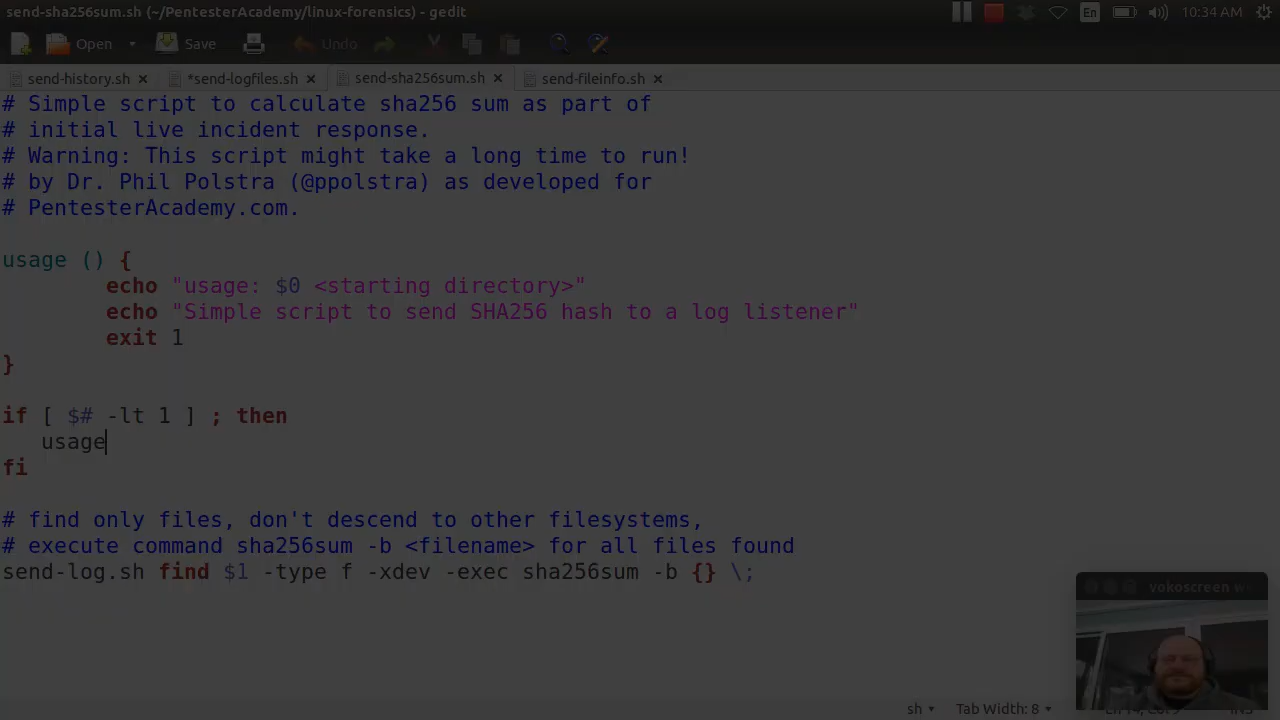 send-sha256sum.sh (~/PentesterAcademy/linux-forensics) - gedit
En
10:34 AM
Open
Save
Undo
send-history.sh
*send-logfiles.sh
send-sha256sum.sh
send-fileinfo.sh
# Simple script to calculate sha256 sum as part of
# initial live incident response.
# Warning: This script might take a long time to run!
# by Dr. Phil Polstra (@ppolstra) as developed for
# PentesterAcademy.com.
usage () {
echo "usage: $0 <starting directory>"
echo "Simple script to send SHA256 hash to a log listener"
exit 1
}
if [ $# -lt 1 ] ; then
usage
fi
# find only files, don't descend to other filesystems,
# execute command sha256sum -b <filename> for all files found
send-log.sh find $1 -type f -xdev -exec sha256sum -b {} \;
vokoscreen
sh
Tab Width: 8